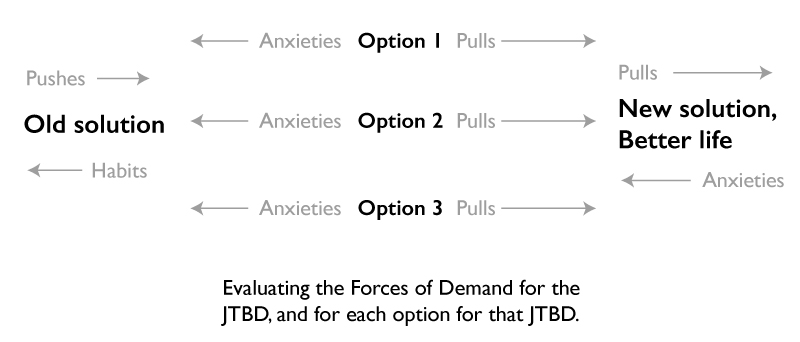 Anxieties Option 1 Pulls
Pushes
Pulls
Old solution
Anxieties Option 2 Pulls
New solution,
Better life
Habits
Anxieties
Anxieties Option 3 Pulls
Evaluating the Forces of Demand for the
JTBD, and for each option for that JTBD.